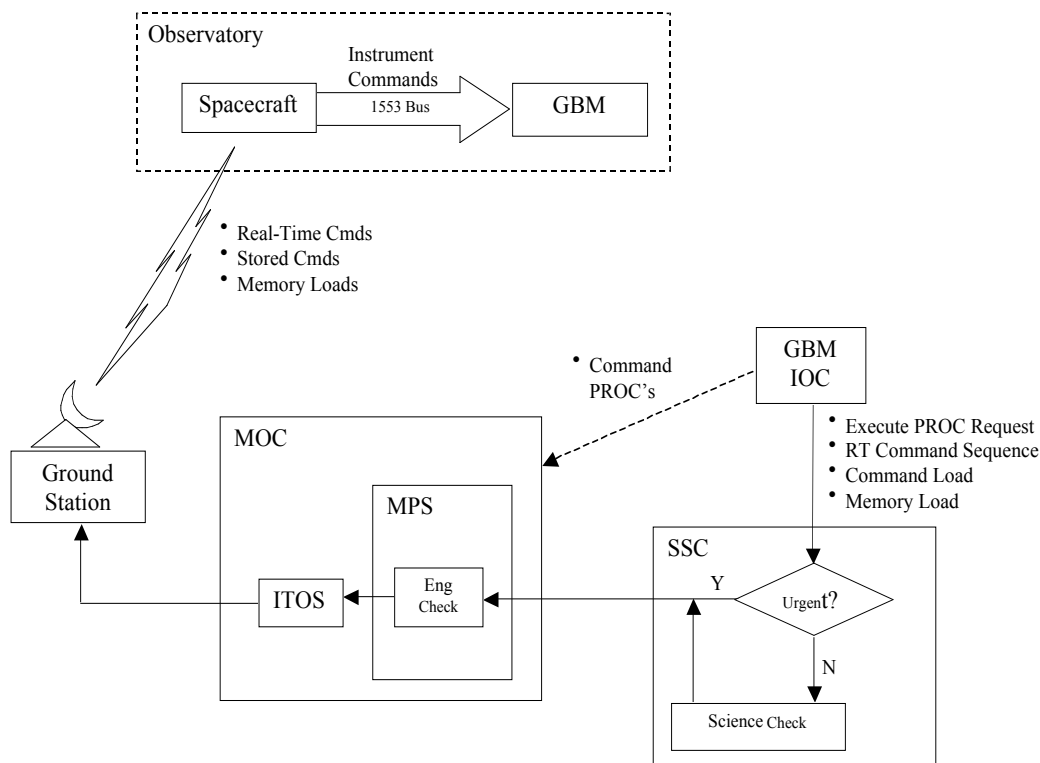 Observatory
Instrument
Commands
Spacecraft
1553 Bus
GBM
• Real-Time Cmds
• Stored Cmds
• Memory Loads
GBM
IOC
• Command
PROC's
• Execute PROC Request
• RT Command Sequence
• Command Load
• Memory Load
MOC
Ground
Station
MPS
SSC
ITOS
Eng
Check
Y
Urgent?
N
Science Check